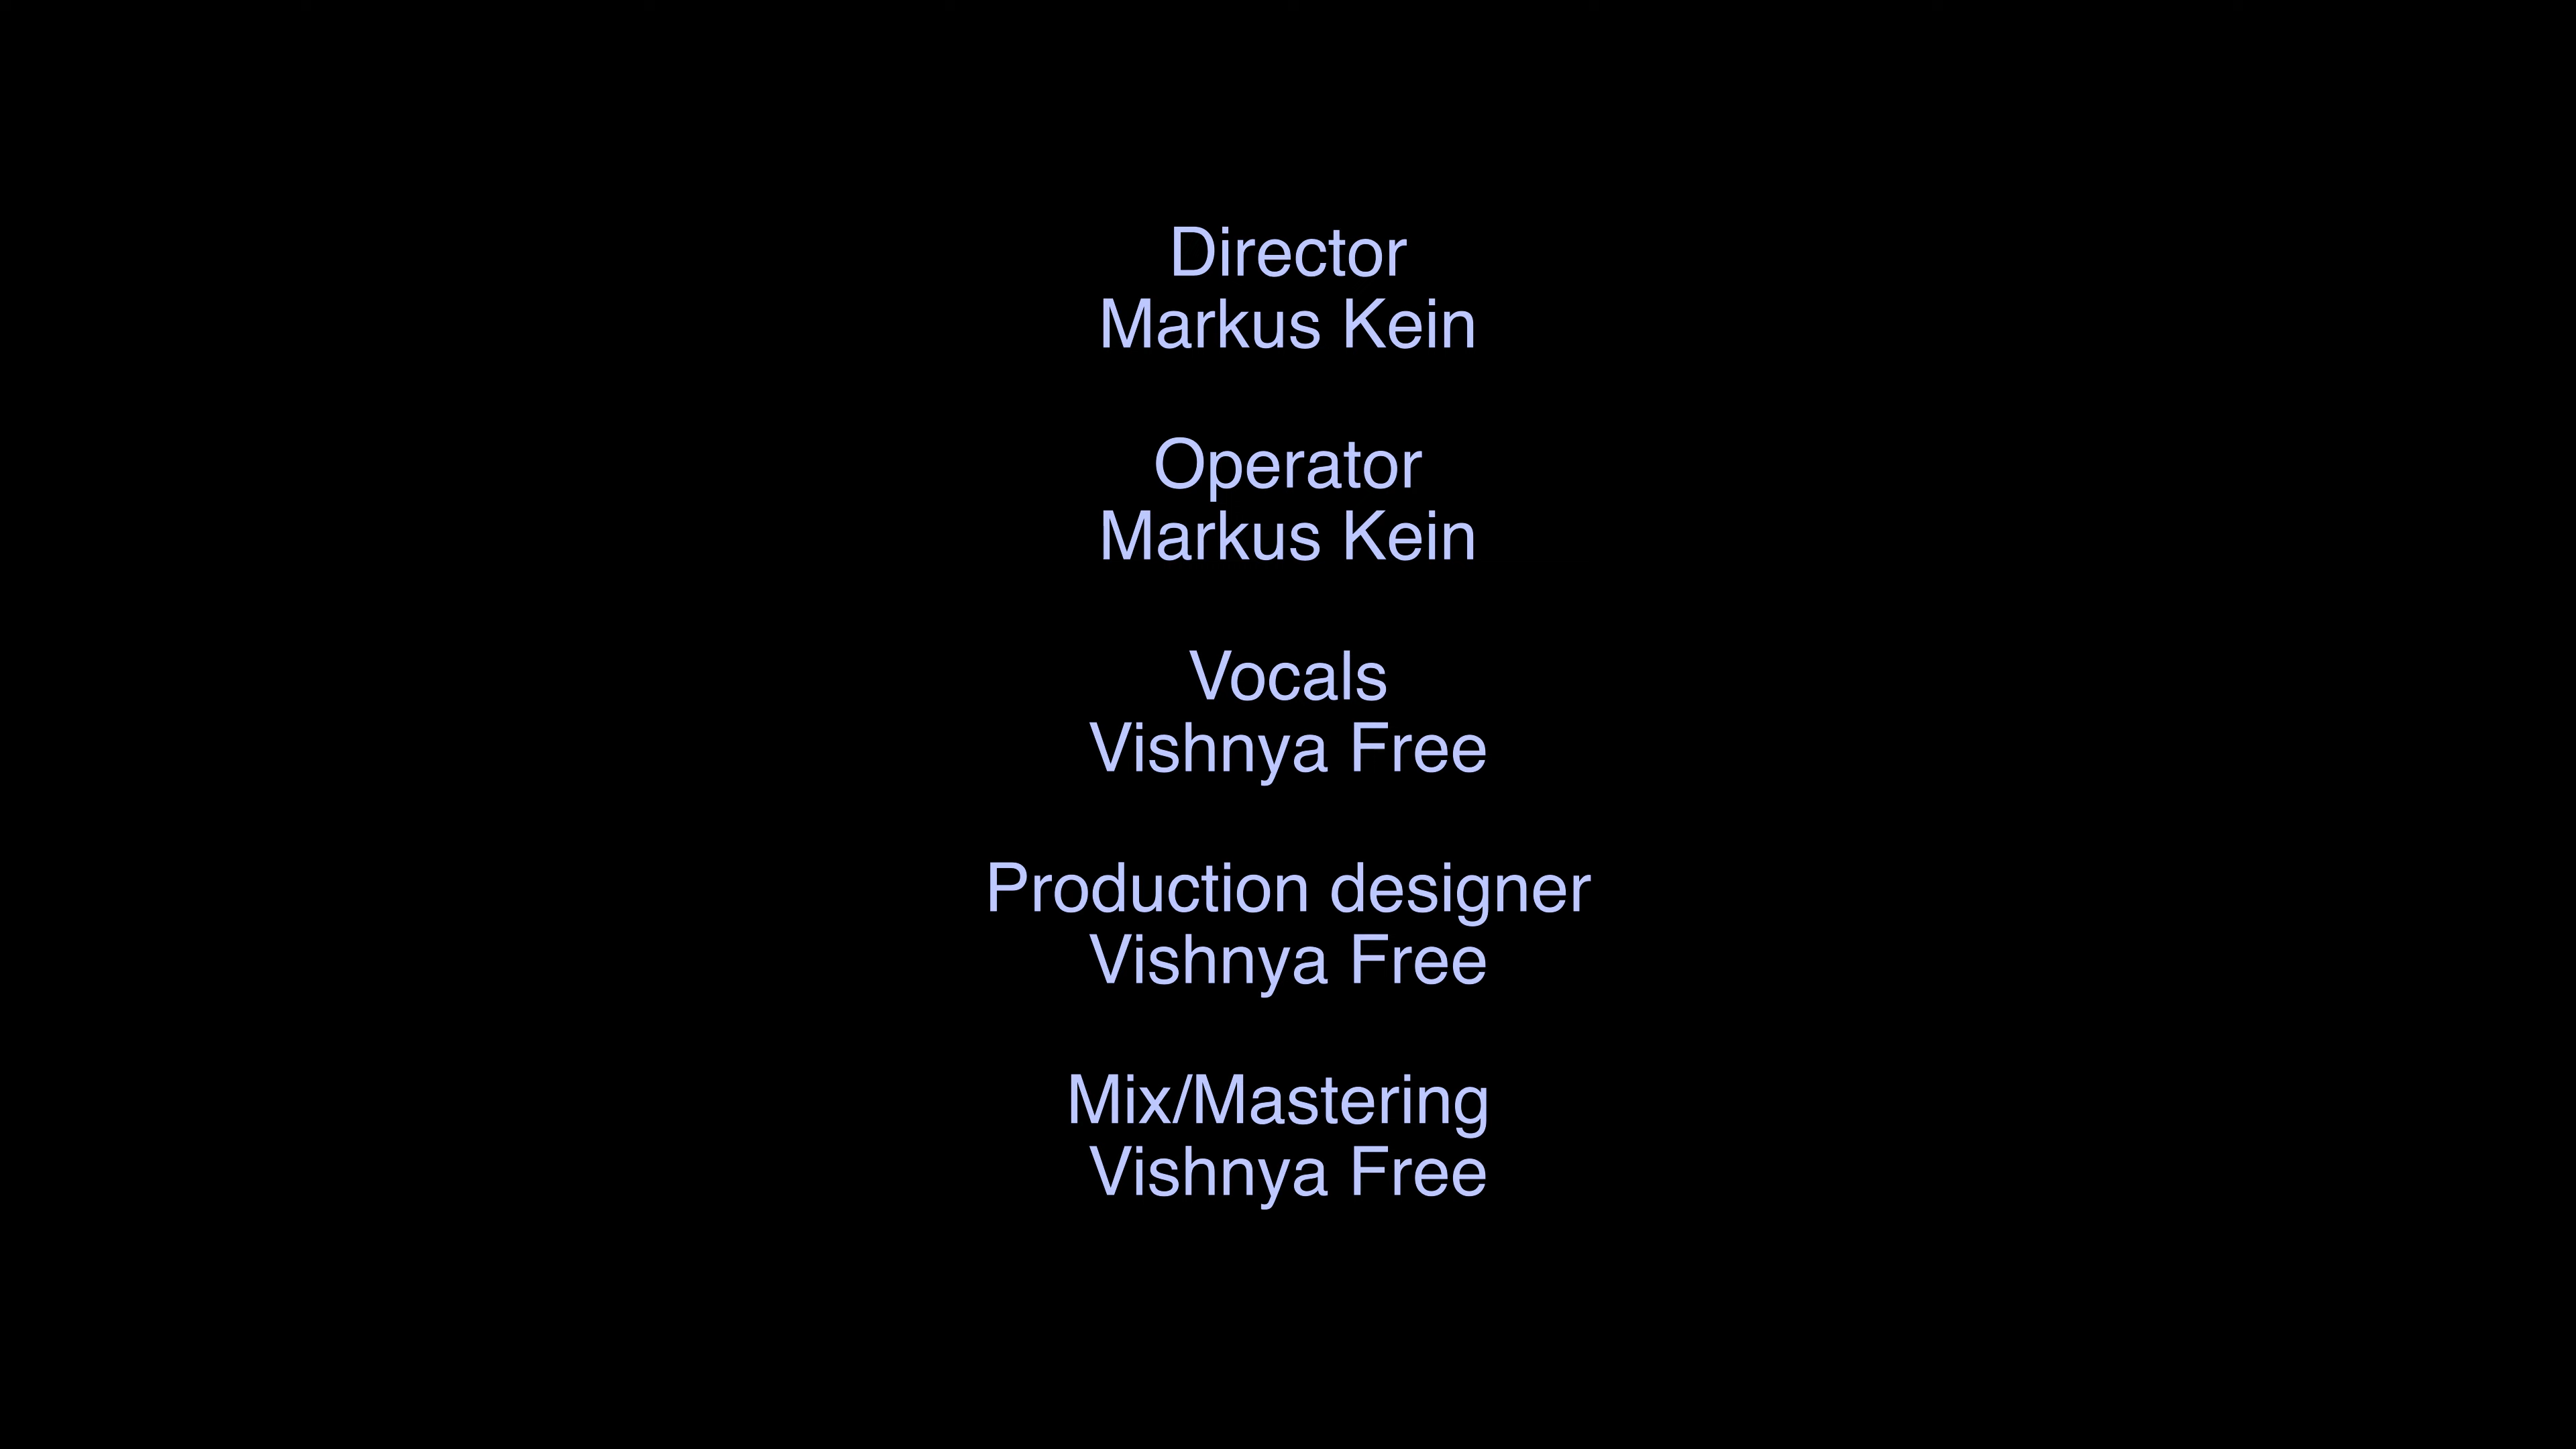 Director
Markus Kein
Operator
Markus Kein
Vocals
Vishnya Free
Production designer
Vishnya Free
Mix/Mastering
Vishnya Free